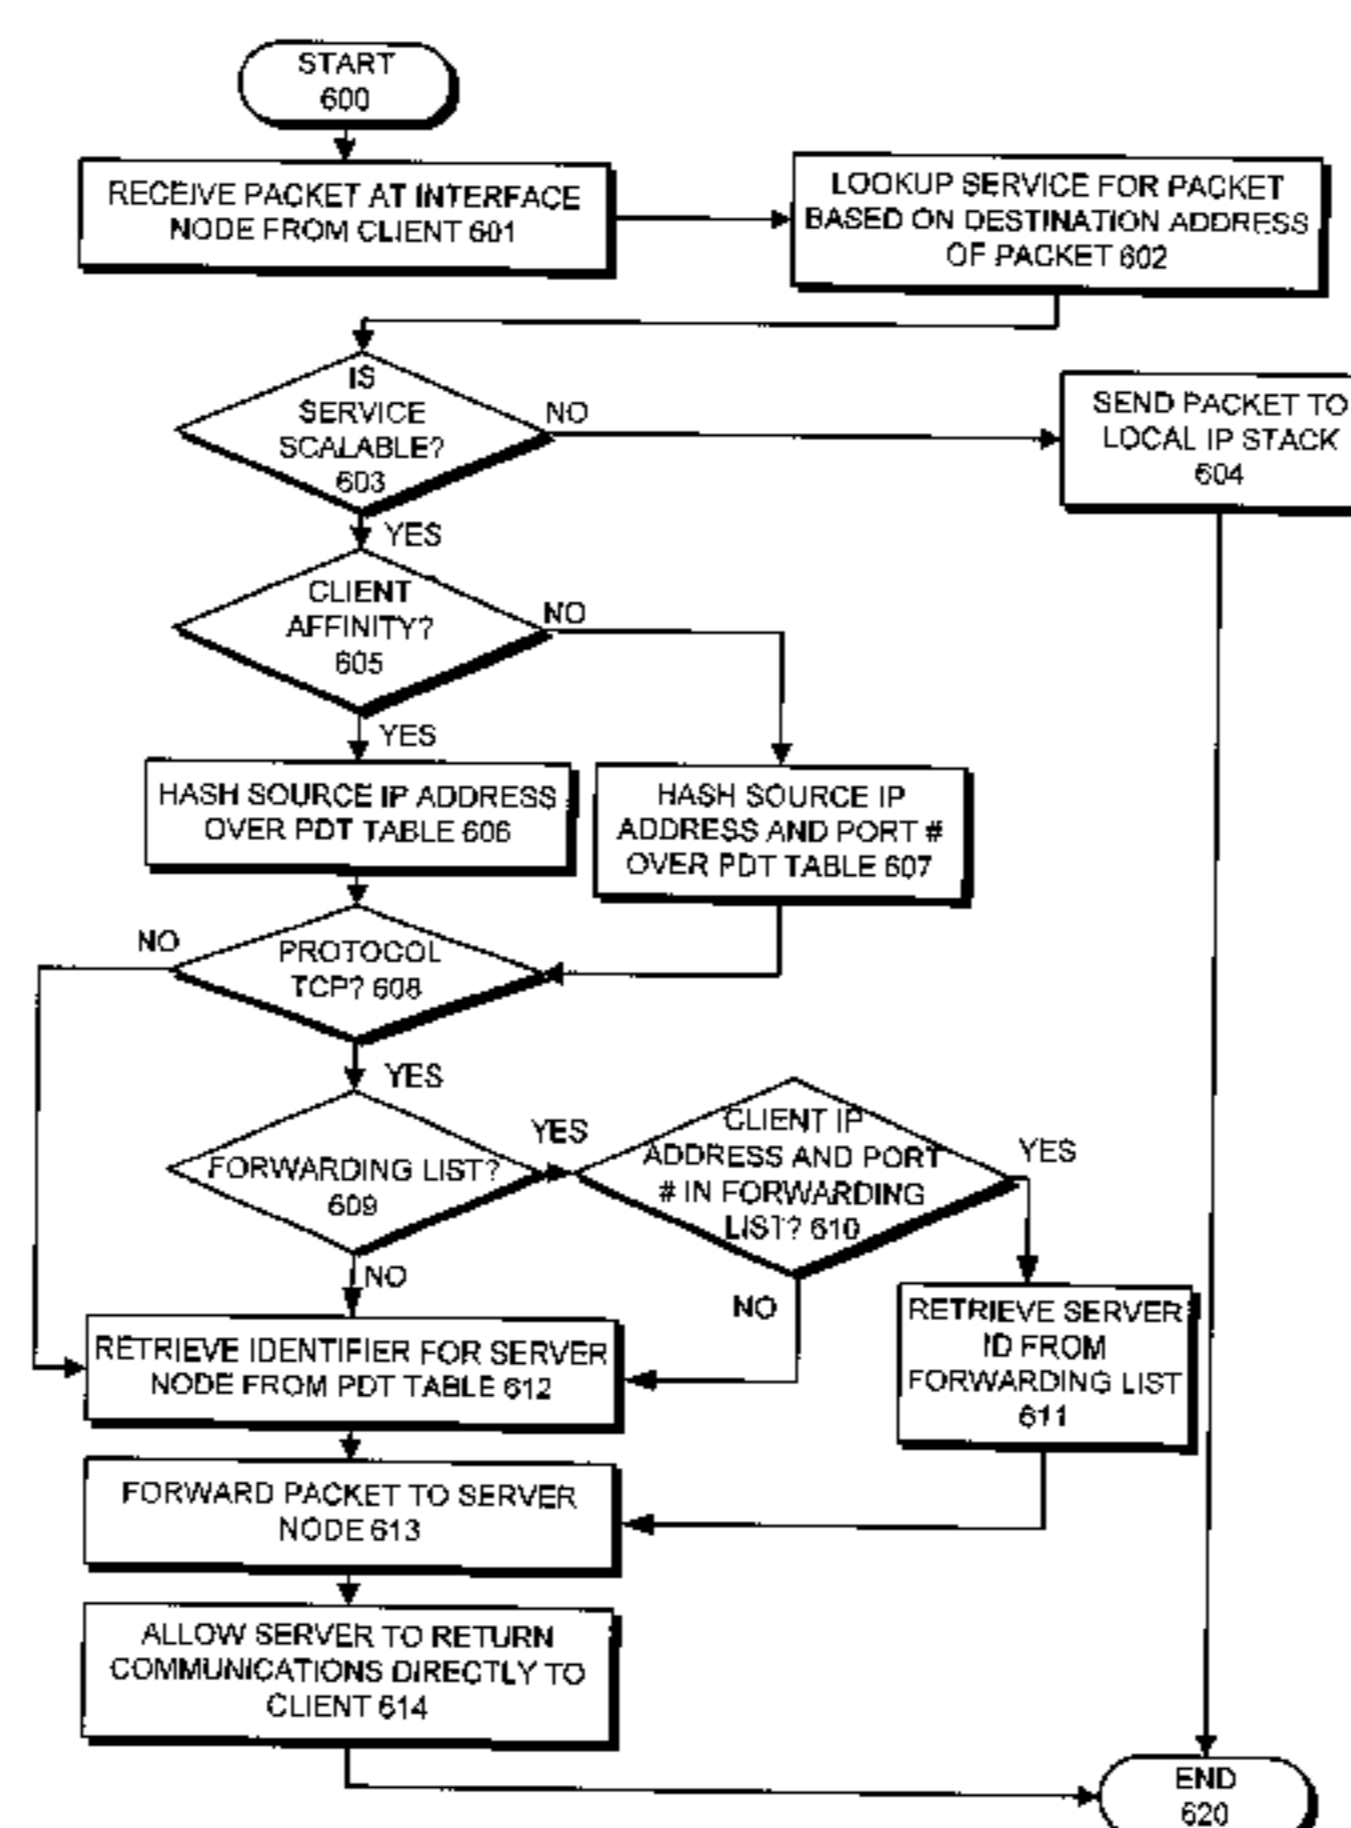 START
600
RECEIVE PACKET AT INTERFACE
NODE FROM CLIENT 601
LOOKUP SERVICE FOR PACKET
BASED ON DESTINATION ADDRESS
OF PACKET 602
IS
SERVICE
SCALABLE?
603
NO
SEND PACKET TO
LOCAL IP STACK
604
YES
CLIENT
AFFINITY?
605
NO
YES
HASH SOURCE IP ADDRESS
OVER PDT TABLE 606
HASH SOURCE IP
ADDRESS AND PORT #
OVER PDT TABLE 607
NO
PROTOCOL
TCP? 608
YES
FORWARDING LIST?
609
YES
CLIENT IP
ADDRESS AND PORT
# IN FORWARDING
LIST? 610
YES
NO
NO
RETRIEVE SERVER
ID FROM
FORWARDING LIST
611
RETRIEVE IDENTIFIER FOR SERVER
NODE FROM PDT TABLE 612
FORWARD PACKET TO SERVER
NODE 613
ALLOW SERVER TO RETURN
COMMUNICATIONS DIRECTLY TO
CLIENT 614
END
620